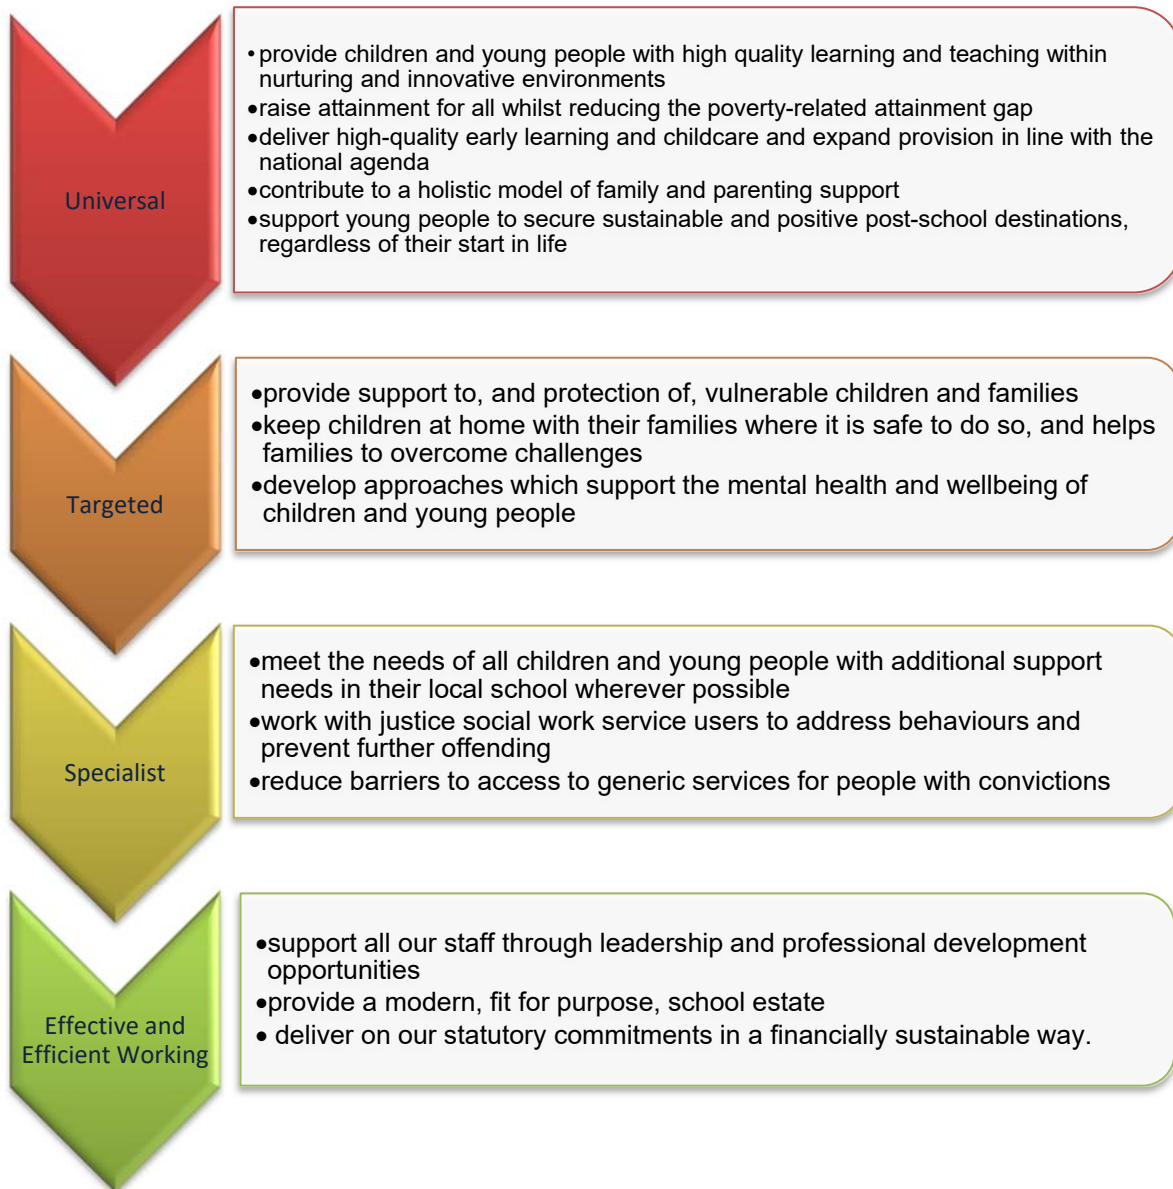 Universal
• provide children and young people with high quality learning and teaching within
nurturing and innovative environments
•raise attainment for all whilst reducing the poverty-related attainment gap
•deliver high-quality early learning and childcare and expand provision in line with the
national agenda
•contribute to a holistic model of family and parenting support
•support young people to secure sustainable and positive post-school destinations,
regardless of their start in life
Targeted
•provide support to, and protection of, vulnerable children and families
•keep children at home with their families where it is safe to do so, and helps
families to overcome challenges
•develop approaches which support the mental health and wellbeing of
children and young people
Specialist
•meet the needs of all children and young people with additional support
needs in their local school wherever possible
•work with justice social work service users to address behaviours and
prevent further offending
•reduce barriers to access to generic services for people with convictions
Effective and
Efficient Working
•support all our staff through leadership and professional development
opportunities
•provide a modern, fit for purpose, school estate
• deliver on our statutory commitments in a financially sustainable way.